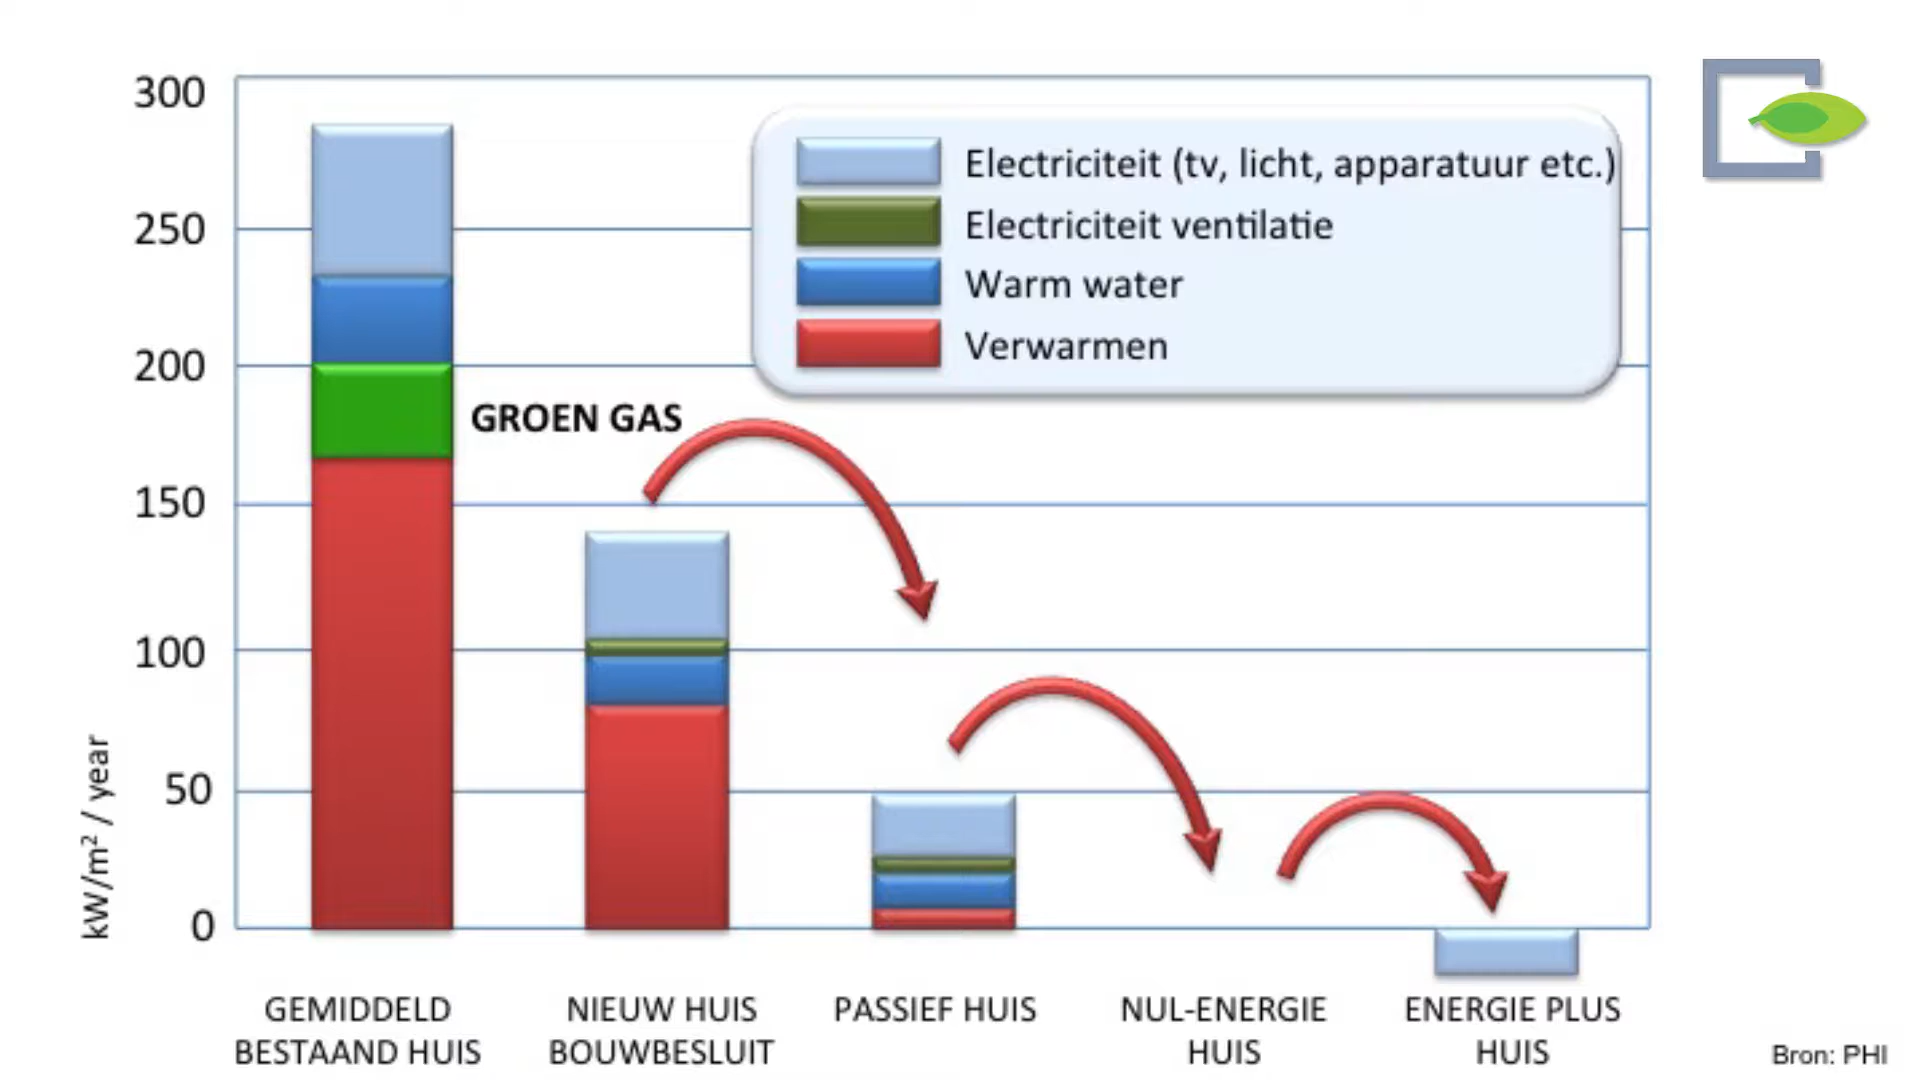 300
250
200
150
100
50
0
kW/m² / year
Electriciteit (tv, licht, apparatuur etc.)
Electriciteit ventilatie
Warm water
Verwarmen
GROEN GAS
GEMIDDELD
BESTAAND HUIS
NIEUW HUIS
BOUWBESLUIT
PASSIEF HUIS
NUL-ENERGIE
HUIS
ENERGIE PLUS
HUIS
Bron: PHI